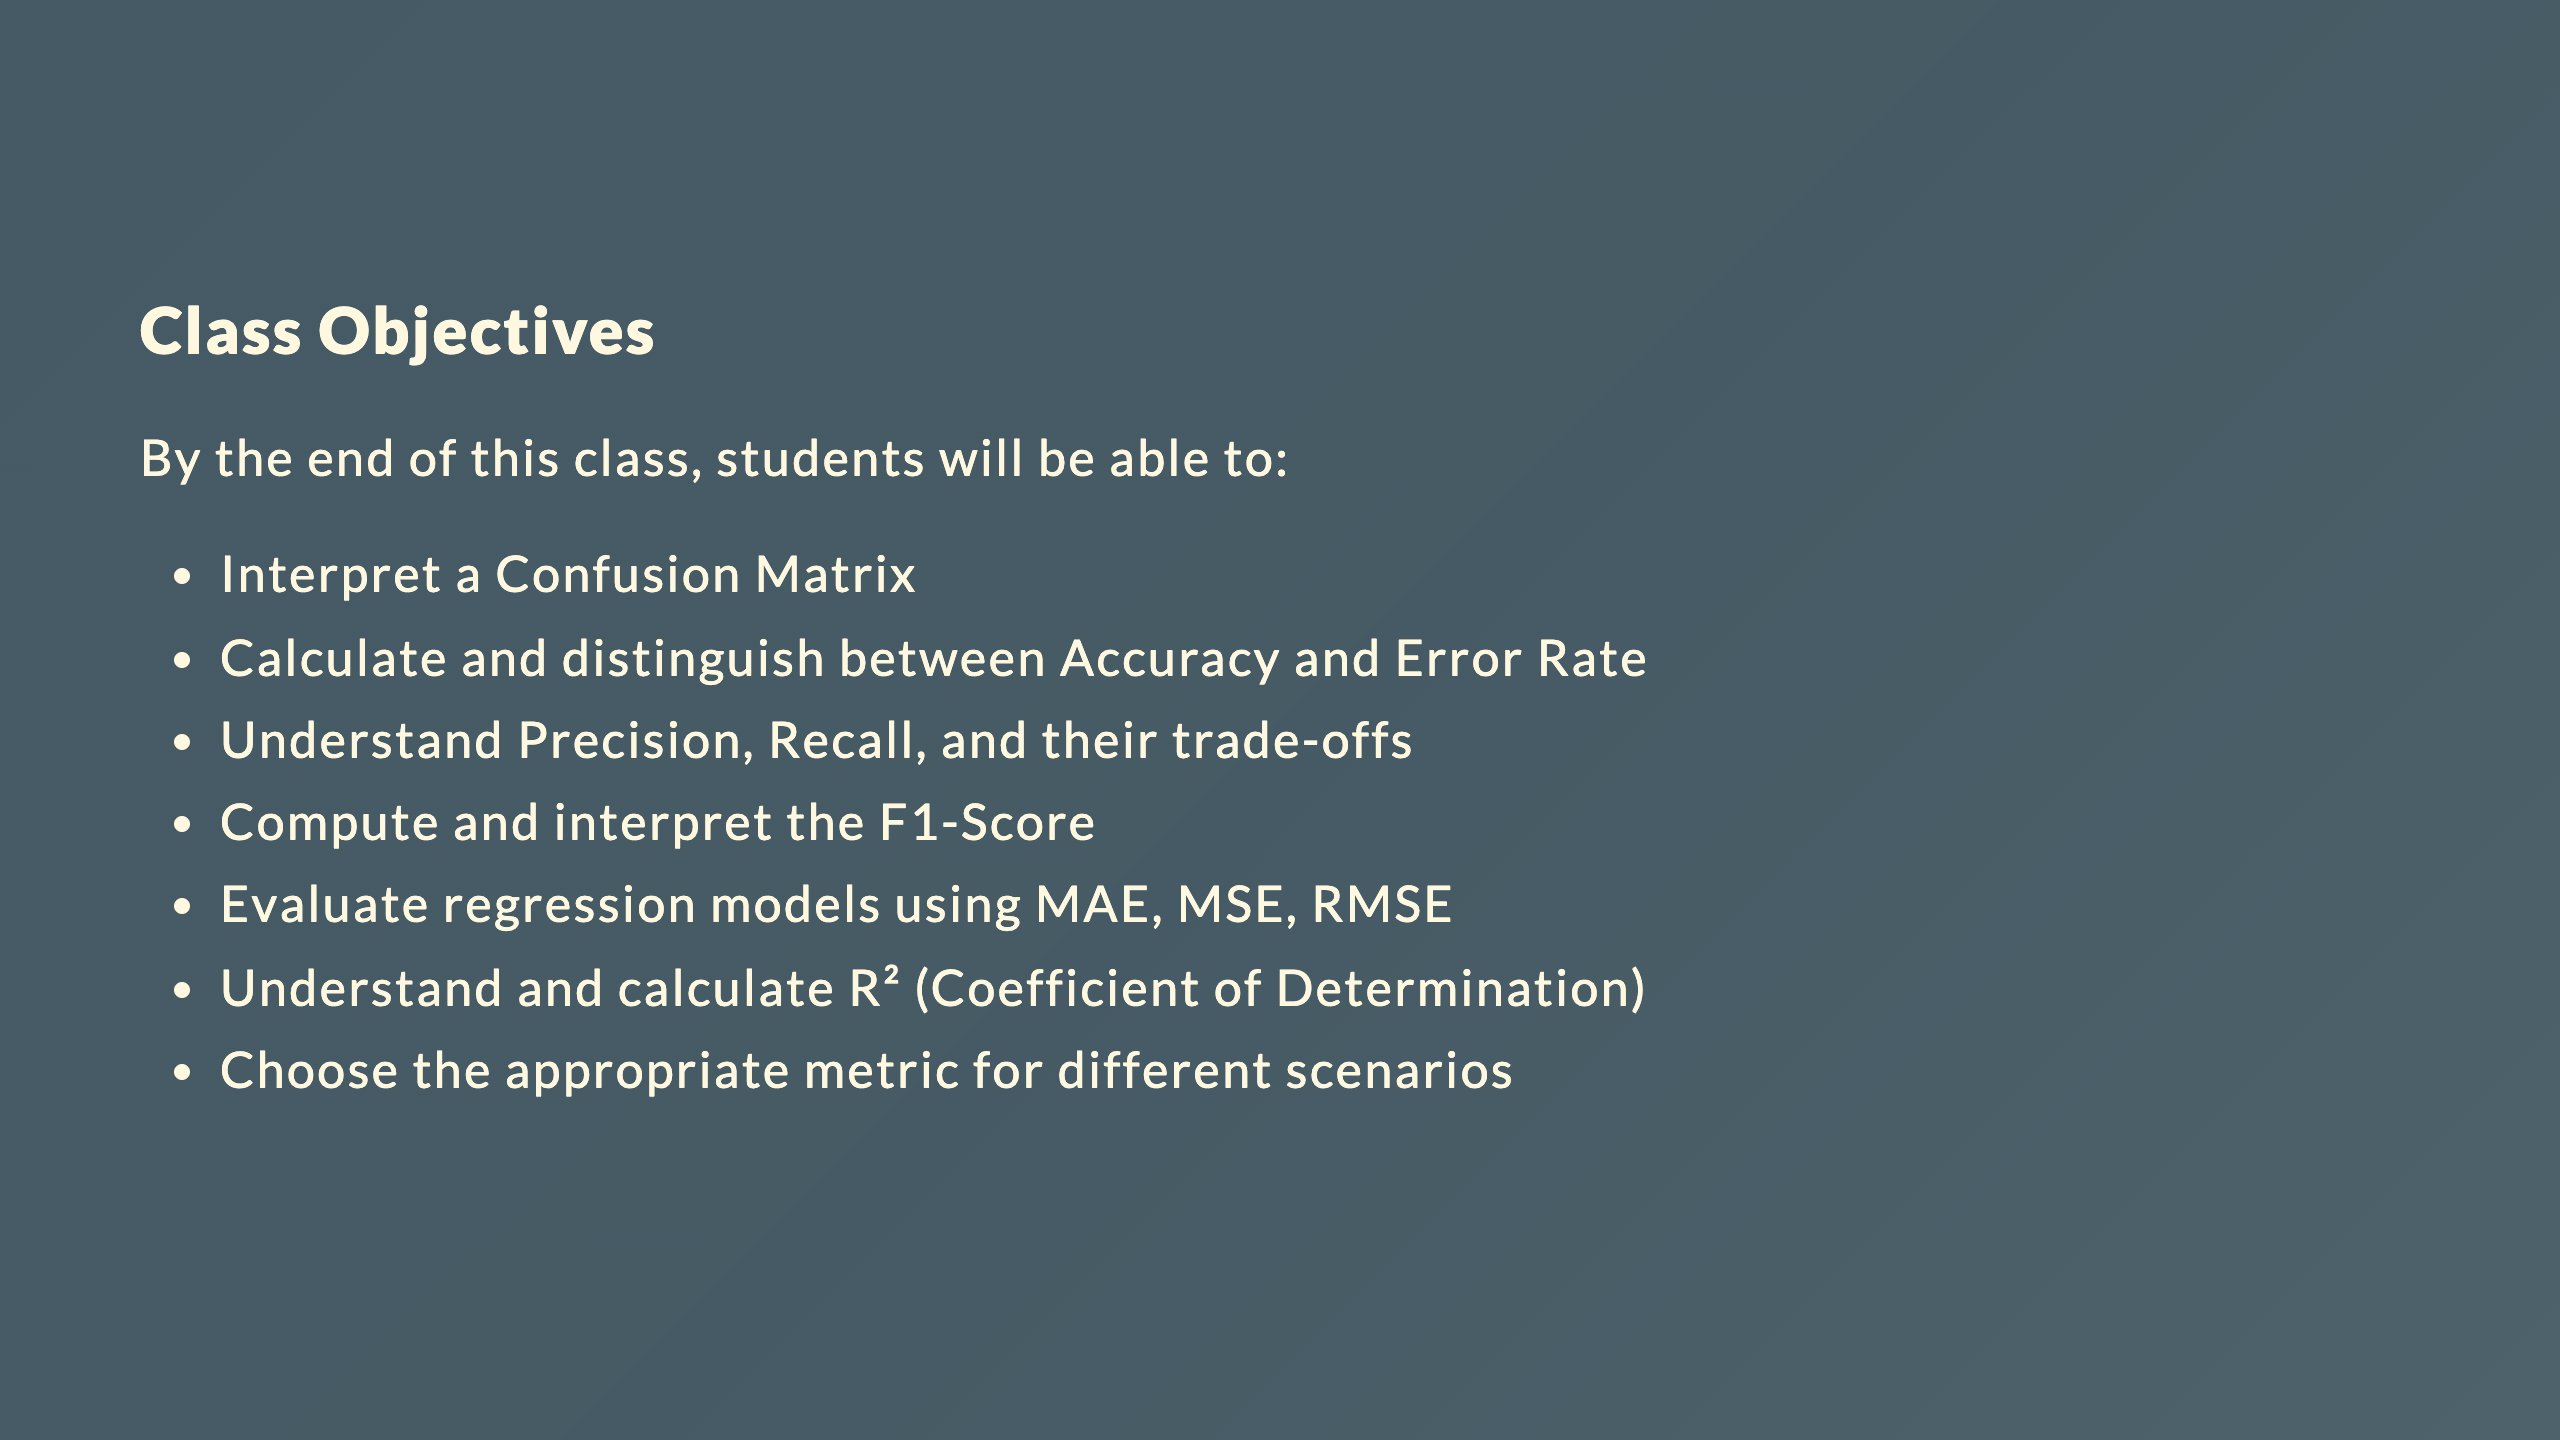 Class Objectives
By the end of this class, students will be able to:
• Interpret a Confusion Matrix
• Calculate and distinguish between Accuracy and Error Rate
• Understand Precision, Recall, and their trade-offs
• Compute and interpret the F1-Score
• Evaluate regression models using MAE, MSE, RMSE
• Understand and calculate R² (Coefficient of Determination)
• Choose the appropriate metric for different scenarios